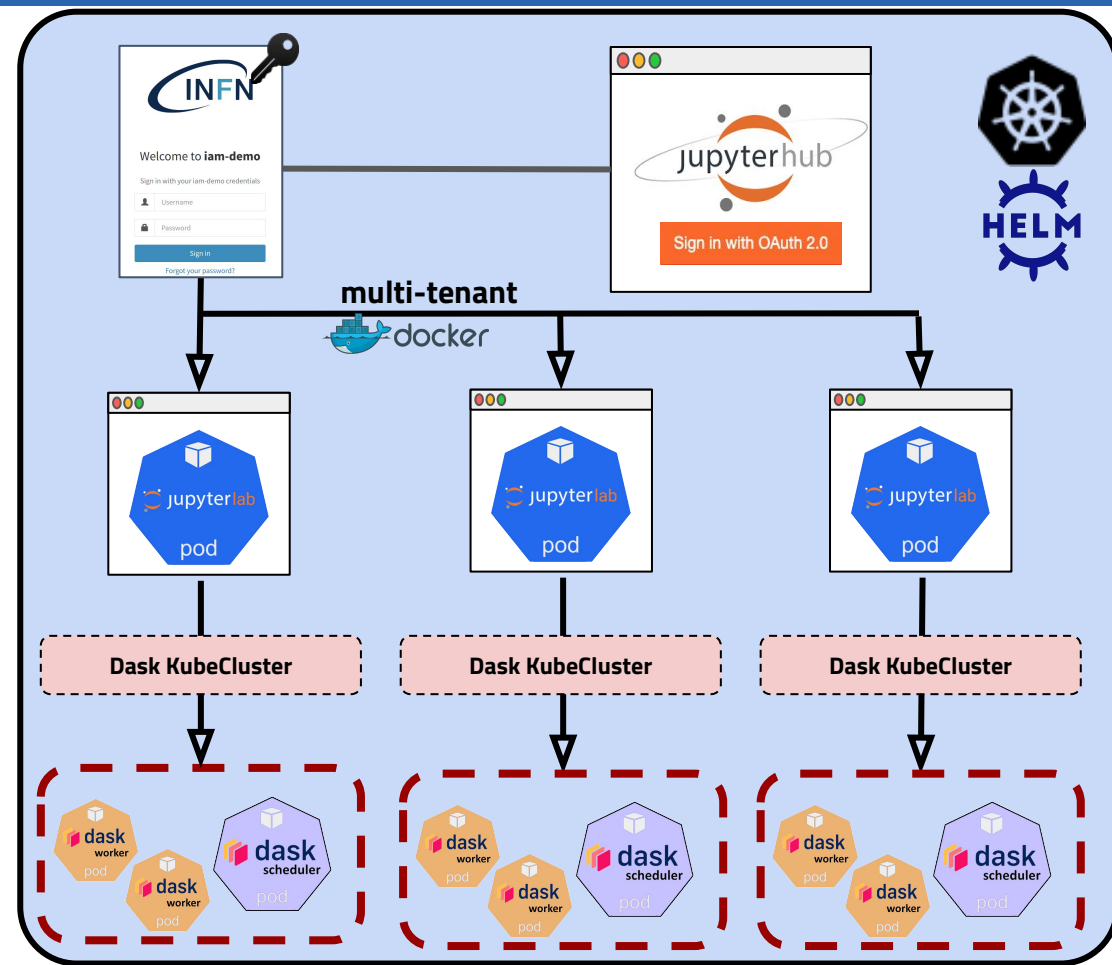 INFN
Welcome to iam-demo
Sign in with your iam-demo credentials
Username
Password
Sign in
Forgot your password?
jupyterhub
Sign in with OAuth 2.0
HELM
multi-tenant
docker
jupyterlab
pod
jupyterlab
pod
jupyterlab
pod
Dask KubeCluster
Dask KubeCluster
Dask KubeCluster
dask
worker
pod
dask
worker
pod
dask
scheduler
pod
dask
worker
pod
dask
worker
pod
dask
scheduler
pod
dask
worker
pod
dask
worker
pod
dask
scheduler
pod